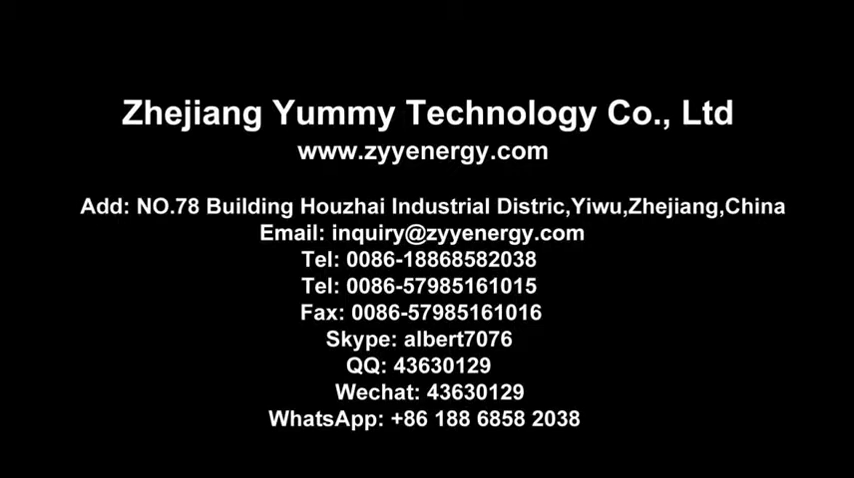 Zhejiang Yummy Technology Co., Ltd
www.zyyenergy.com
Add: NO.78 Building Houzhai Industrial Distric,Yiwu,Zhejiang,China
Email: inquiry@zyyenergy.com
Tel: 0086-18868582038
Tel: 0086-57985161015
Fax: 0086-57985161016
Skype: albert7076
QQ: 43630129
Wechat: 43630129
WhatsApp: +86 188 6858 2038